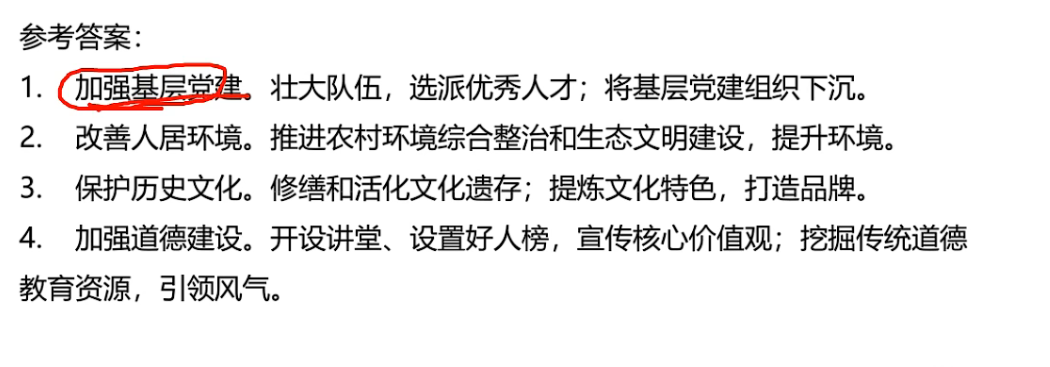 参考答案：
1. 加强基层党建。壮大队伍，选派优秀人才；将基层党建组织下沉。
2. 改善人居环境。推进农村环境综合整治和生态文明建设，提升环境。
3. 保护历史文化。修缮和活化文化遗存；提炼文化特色，打造品牌。
4. 加强道德建设。开设讲堂、设置好人榜，宣传核心价值观；挖掘传统道德
教育资源，引领风气。